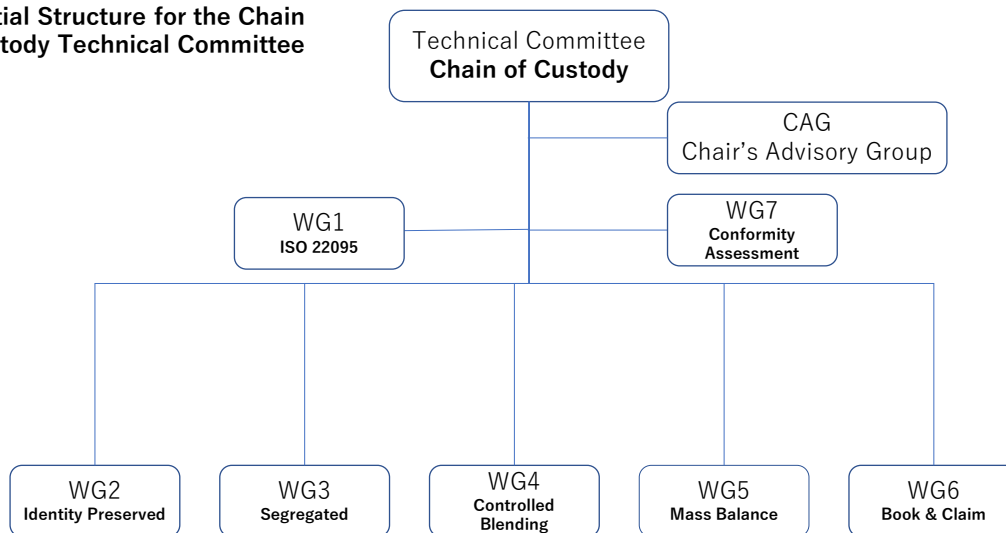 tial Structure for the Chain
tody Technical Committee
Technical Committee
Chain of Custody
CAG
Chair’s Advisory Group
WG1
ISO 22095
WG7
Conformity
Assessment
WG2
Identity Preserved
WG3
Segregated
WG4
Controlled
Blending
WG5
Mass Balance
WG6
Book & Claim